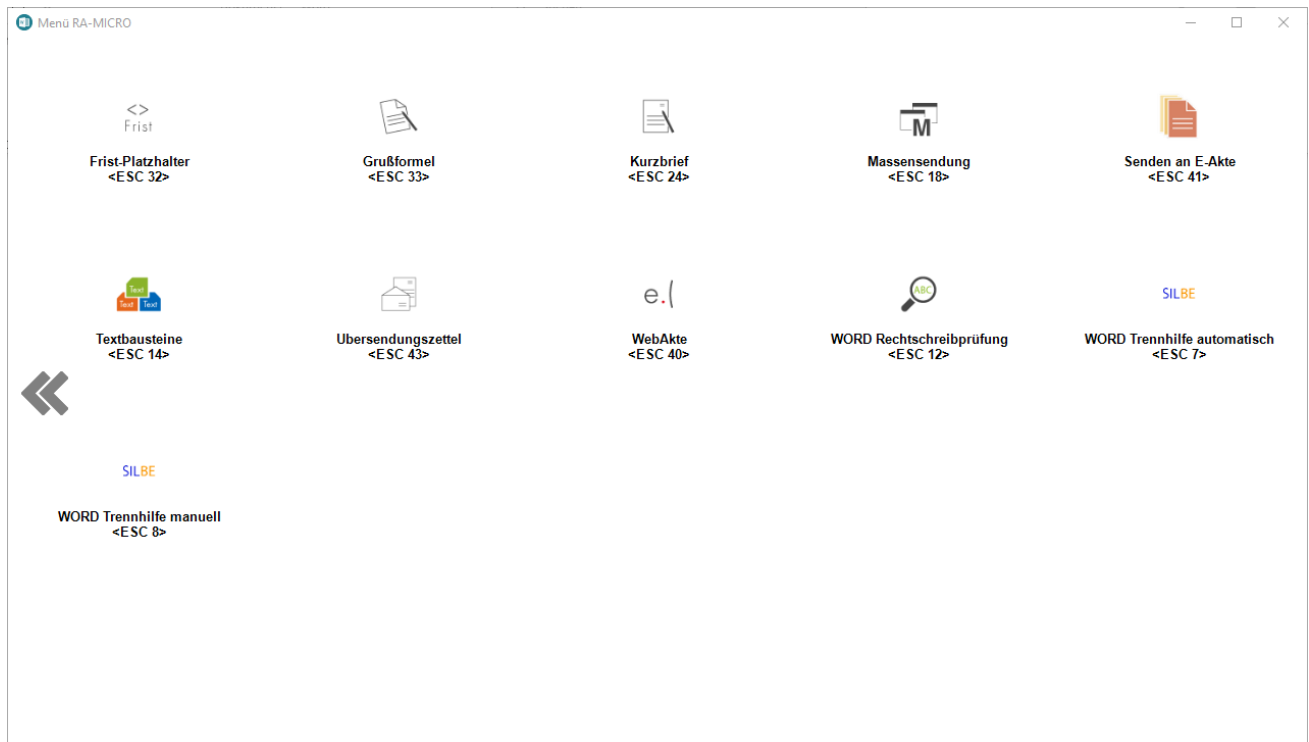 Menü RA-MICRO
<>
Frist
Frist-Platzhalter
<ESC 32>
Grußformel
<ESC 33>
Kurzbrief
<ESC 24>
M
Massensendung
<ESC 18>
Senden an E-Akte
<ESC 41>
Text
Text Text
Textbausteine
<ESC 14>
Ubersendungszettel
<ESC 43>
e.(
WebAkte
<ESC 40>
ABC
WORD Rechtschreibprüfung
<ESC 12>
SILBE
WORD Trennhilfe automatisch
<ESC 7>
SILBE
WORD Trennhilfe manuell
<ESC 8>